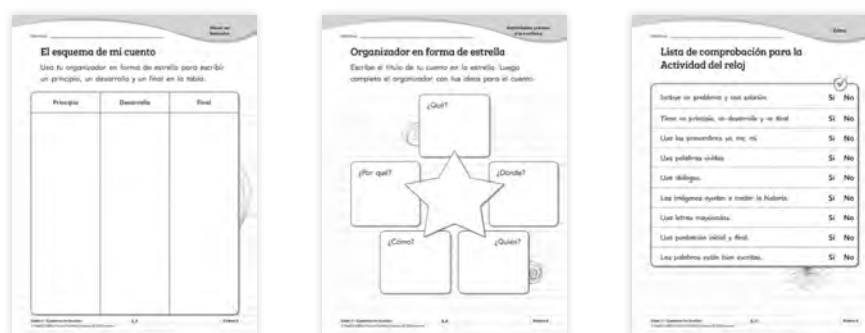 El esquema de mi cuento
Usa tu organizador en forma de estrella para escribir
un principio, un desarrollo y un final en la tabla.
Principio Desarrollo Final
Organizador en forma de estrella
Escribe el título de tu cuento en la estrella. Luego
completa el organizador con tus ideas para el cuento.
¿Qué?
¿Por qué?
¿Dónde?
¿Cómo?
¿Quién?
Lista de comprobación para la
Actividad del reloj
Incluye un problema y una solución. Sí No
Tiene un principio, un desarrollo y un final. Sí No
Usa los pronombres yo, me, mí. Sí No
Usa palabras vívidas. Sí No
Usa diálogos. Sí No
Las imágenes ayudan a contar la historia. Sí No
Usa letras mayúsculas. Sí No
Usa puntuación inicial y final. Sí No
Las palabras están bien escritas. Sí No